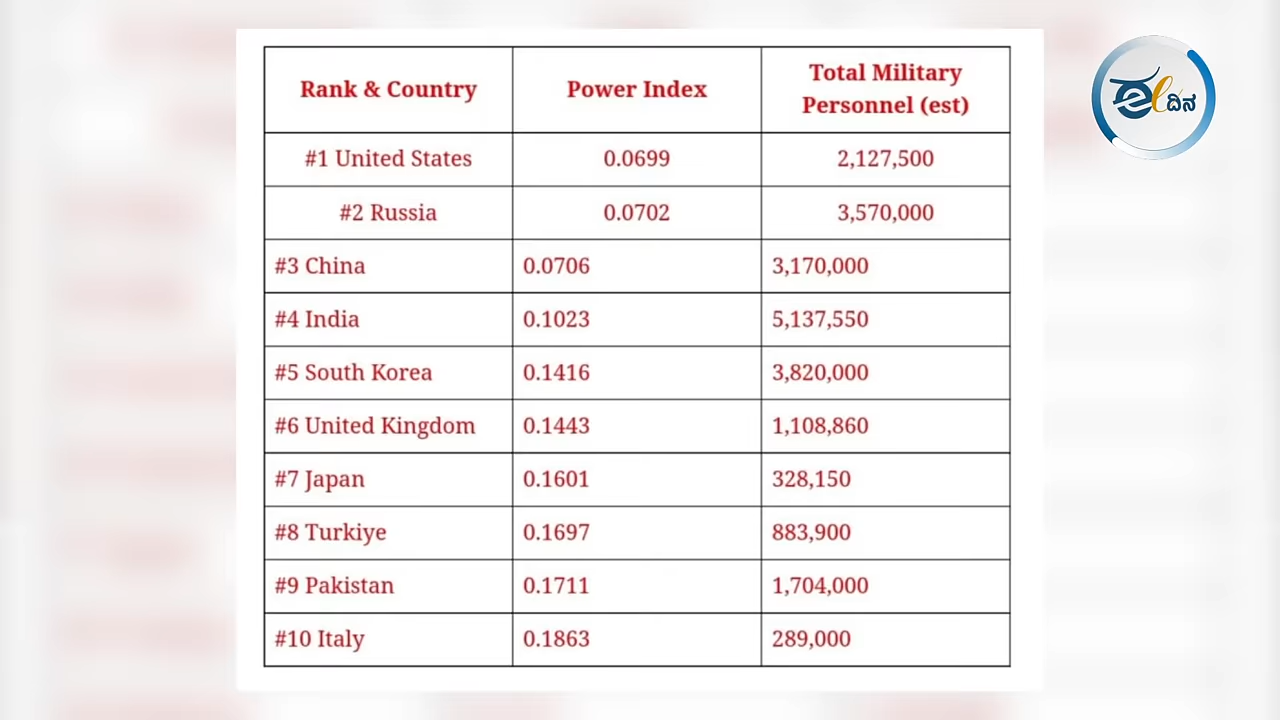 Rank & Country
Power Index
Total Military
Personnel (est)
#1 United States
0.0699
2,127,500
#2 Russia
0.0702
3,570,000
#3 China
0.0706
3,170,000
#4 India
0.1023
5,137,550
#5 South Korea
0.1416
3,820,000
#6 United Kingdom
0.1443
1,108,860
#7 Japan
0.1601
328,150
#8 Turkiye
0.1697
883,900
#9 Pakistan
0.1711
1,704,000
#10 Italy
0.1863
289,000
ದಿನ